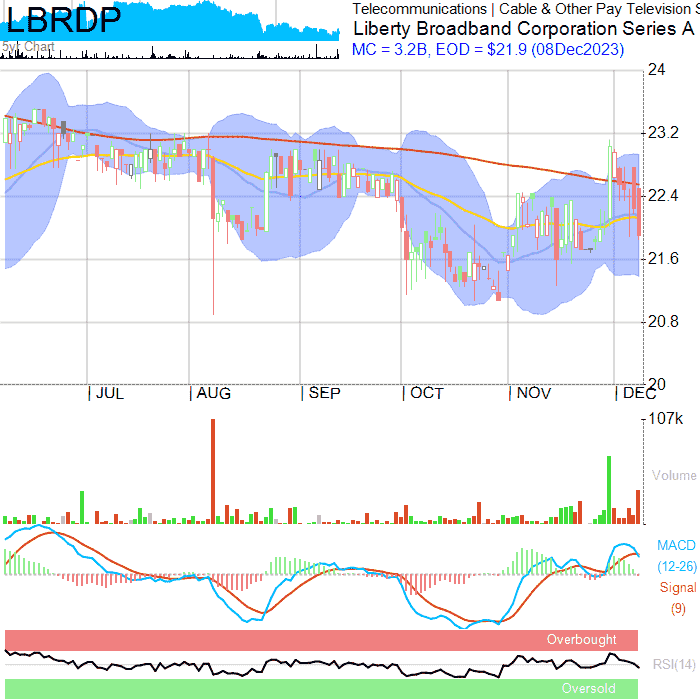 LBRDP
5yr Chart
Telecommunications | Cable & Other Pay Television S
Liberty Broadband Corporation Series A
MC = 3.2B, EOD = $21.9 (08Dec2023)
24
23.2
22.4
21.6
20.8
20
JUL AUG SEP OCT NOV DEC
107k
Volume
MACD
(12-26)
Signal
(9)
Overbought
RSI(14)
Oversold